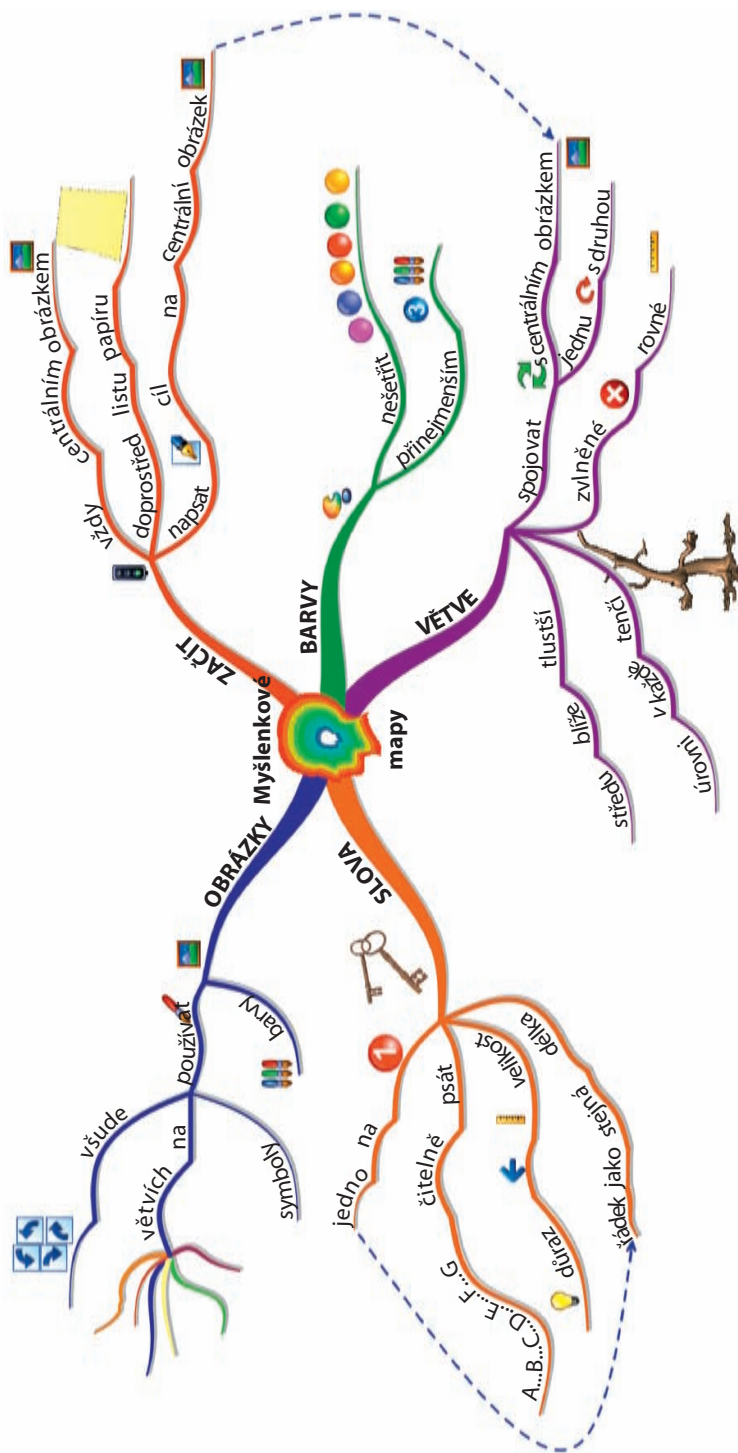 Myšlenkové
mapy
ZAČÍT
vždy
centrálním obrázkem
doprostřed
listu
papíru
napsat
cíl
na
centrální
obrázek
BARVY
nešetřit
přinejmenším
3
VĚTVE
spojovat
s centrálním obrázkem
jednu
s druhou
zvlněné
rovné
tenčí
v každé
úrovni
tlustší
blíže
středu
SLOVA
1
jedno
na
psát
čitelně
A...B...C...D...E...F...G
velikost
důraz
délka
stejná
jako
řádek
OBRÁZKY
používat
všude
na
větvích
symboly
barvy